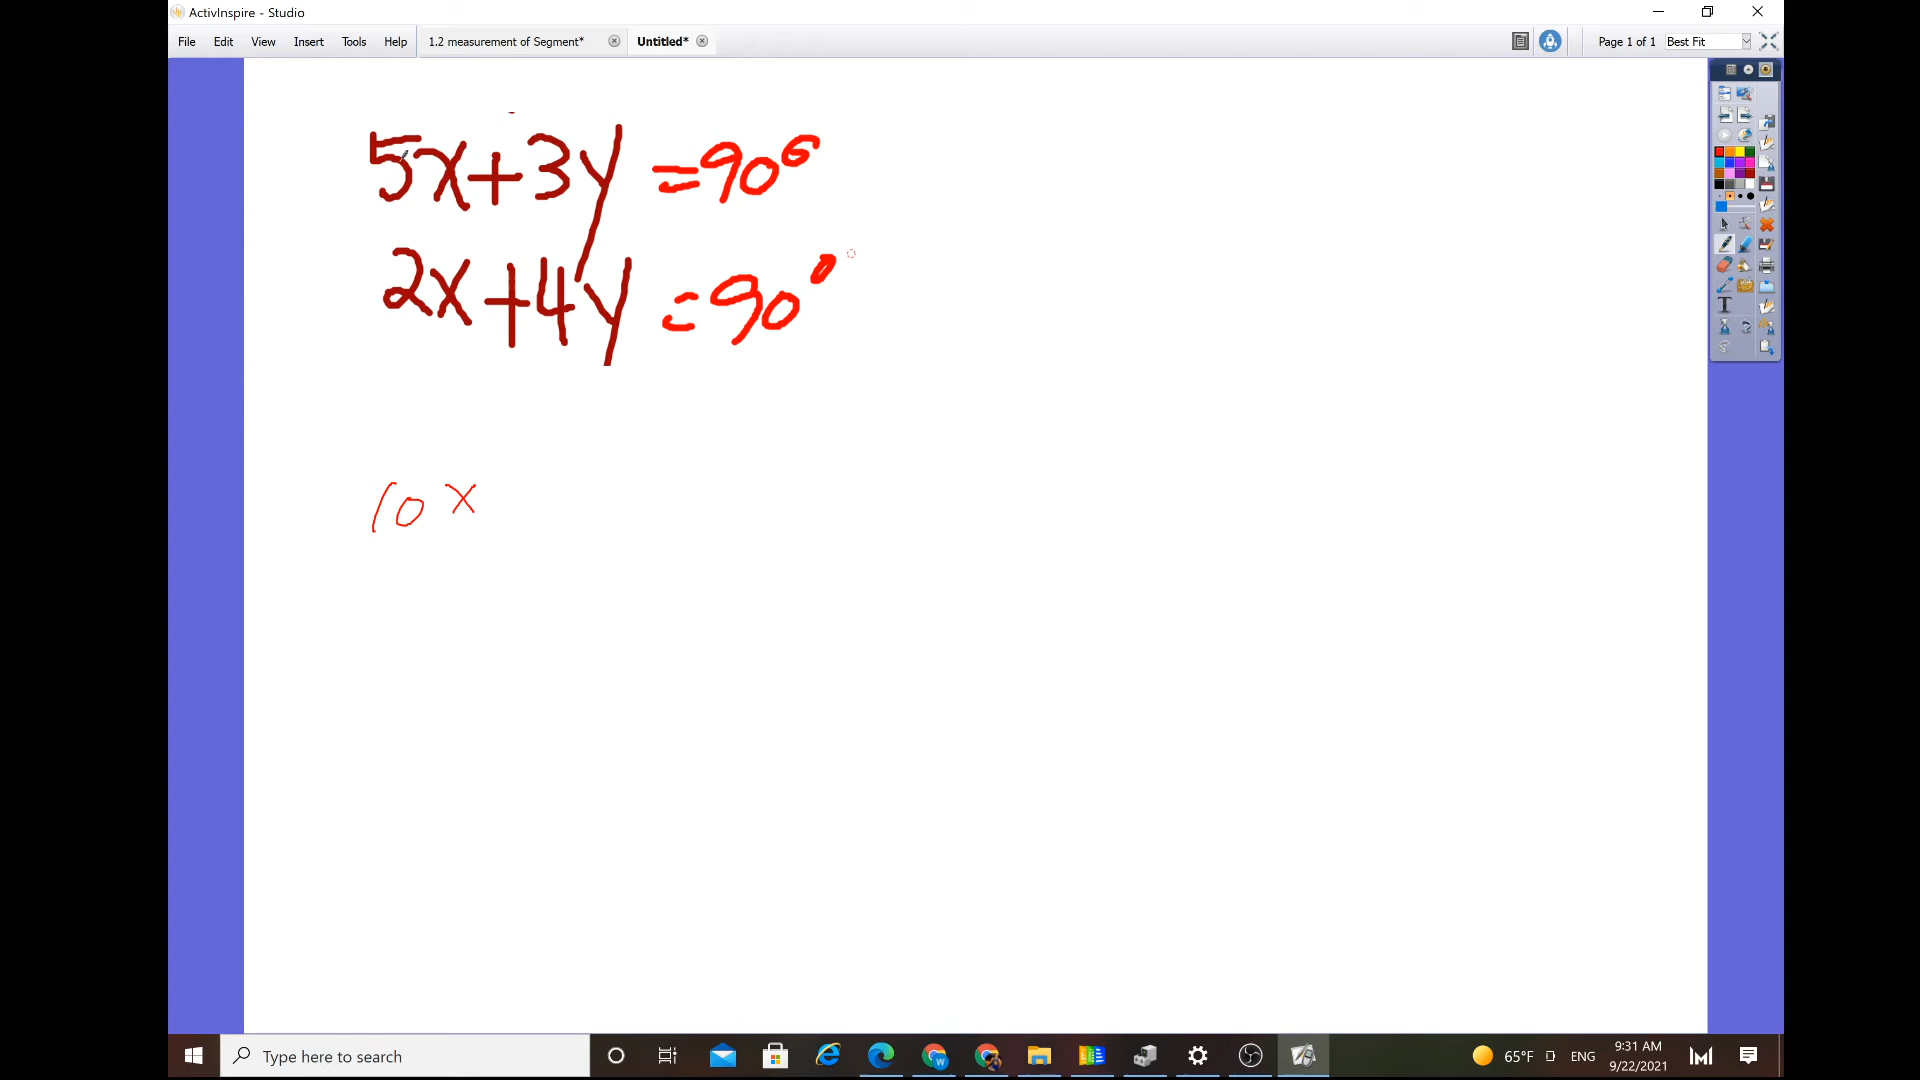 ActivInspire - Studio
File Edit View Insert Tools Help 1.2 measurement of Segment* Untitled* Page 1 of 1 Best Fit
5x+3y =90°
2x+4y =90°
10x
T
Type here to search
65°F ENG 9:31 AM
9/22/2021